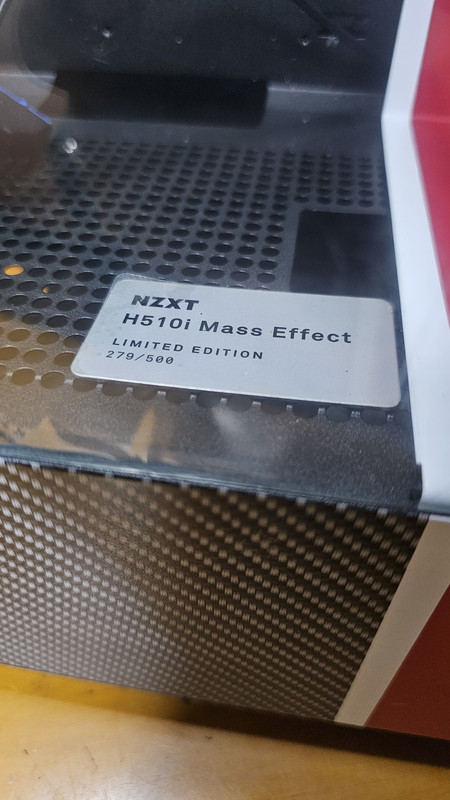 NZXT
H510i Mass Effect
LIMITED EDITION
279/500